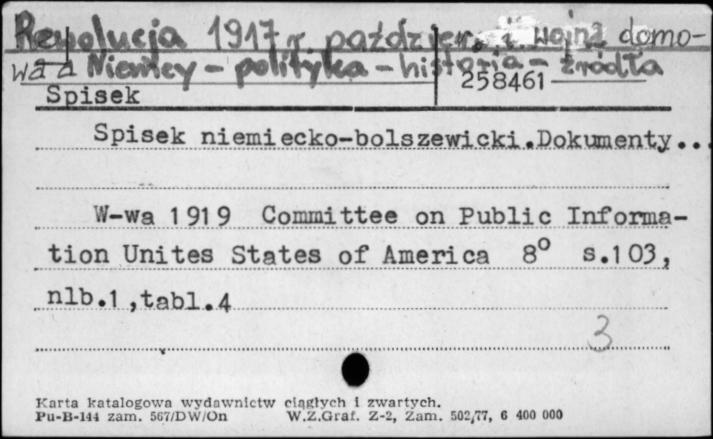 Rewolucja 1917 r. paździer. i wojna domo-
wa a Niemcy - polityka - historia - źródła
258461
Spisek
Spisek niemiecko-bolszewicki.Dokumenty...
W-wa 1919 Committee on Public Informa-
tion Unites States of America 8° s.103,
nlb.1,tabl.4
3
Karta katalogowa wydawnictw ciągłych i zwartych.
Pu-B-144 zam. 567/DW/On W.Z.Graf. Z-2, Zam. 502/77, 6 400 000